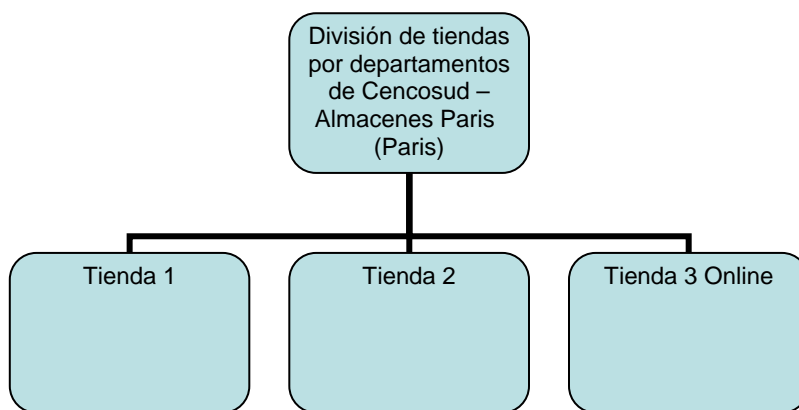 División de tiendas
por departamentos
de Cencosud –
Almacenes Paris
(Paris)
Tienda 1
Tienda 2
Tienda 3 Online